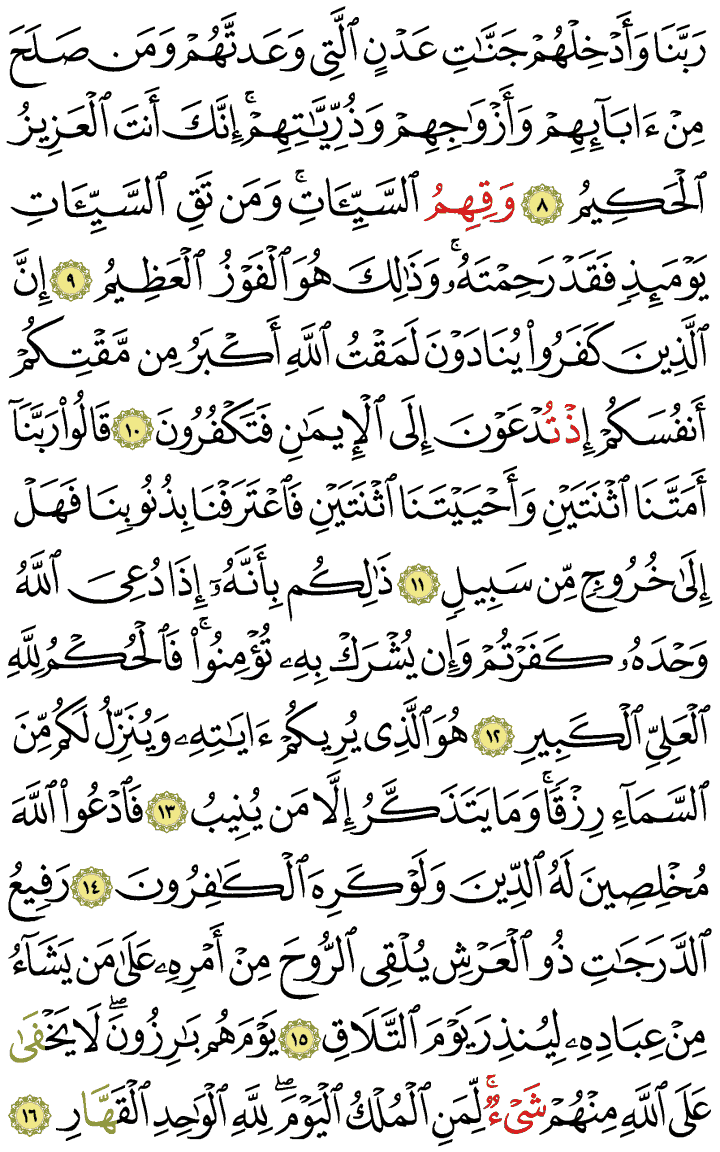 رَبَّنَا وَأَدْخِلْهُمْ جَنَّٰتِ عَدْنٍ ٱلَّتِى وَعَدتَّهُمْ وَمَن صَلَحَ
مِنْ ءَابَآئِهِمْ وَأَزْوَٰجِهِمْ وَذُرِّيَّٰتِهِمْ ۚ إِنَّكَ أَنتَ ٱلْعَزِيزُ
ٱلْحَكِيمُ ٨ وَقِهِمُ ٱلسَّيِّـَٔاتِ ۚ وَمَن تَقِ ٱلسَّيِّـَٔاتِ
يَوْمَئِذٍ فَقَدْ رَحِمْتَهُۥ ۚ وَذَٰلِكَ هُوَ ٱلْفَوْزُ ٱلْعَظِيمُ ٩ إِنَّ
ٱلَّذِينَ كَفَرُوا۟ يُنَادَوْنَ لَمَقْتُ ٱللَّهِ أَكْبَرُ مِن مَّقْتِكُمْ
أَنفُسَكُمْ إِذْ تُدْعَوْنَ إِلَى ٱلْإِيمَٰنِ فَتَكْفُرُونَ ١٠ قَالُوا۟ رَبَّنَآ
أَمَتَّنَا ٱثْنَتَيْنِ وَأَحْيَيْتَنَا ٱثْنَتَيْنِ فَٱعْتَرَفْنَا بِذُنُوبِنَا فَهَلْ
إِلَىٰ خُرُوجٍ مِّن سَبِيلٍ ١١ ذَٰلِكُم بِأَنَّهُۥٓ إِذَا دُعِىَ ٱللَّهُ
وَحْدَهُۥ كَفَرْتُمْ وَإِن يُشْرَكْ بِهِۦ تُؤْمِنُوا۟ ۚ فَٱلْحُكْمُ لِلَّهِ
ٱلْعَلِىِّ ٱلْكَبِيرِ ١٢ هُوَ ٱلَّذِى يُرِيكُمْ ءَايَٰتِهِۦ وَيُنَزِّلُ لَكُم مِّنَ
ٱلسَّمَآءِ رِزْقًا ۚ وَمَا يَتَذَكَّرُ إِلَّا مَن يُنِيبُ ١٣ فَٱدْعُوا۟ ٱللَّهَ
مُخْلِصِينَ لَهُ ٱلدِّينَ وَلَوْ كَرِهَ ٱلْكَٰفِرُونَ ١٤ رَفِيعُ
ٱلدَّرَجَٰتِ ذُو ٱلْعَرْشِ يُلْقِى ٱلرُّوحَ مِنْ أَمْرِهِۦ عَلَىٰ مَن يَشَآءُ
مِنْ عِبَادِهِۦ لِيُنذِرَ يَوْمَ ٱلتَّلَاقِ ١٥ يَوْمَ هُم بَٰرِزُونَ ۖ لَا يَخْفَىٰ
عَلَى ٱللَّهِ مِنْهُمْ شَىْءٌ ۚ لِّمَنِ ٱلْمُلْكُ ٱلْيَوْمَ ۖ لِلَّهِ ٱلْوَٰحِدِ ٱلْقَهَّارِ ١٦